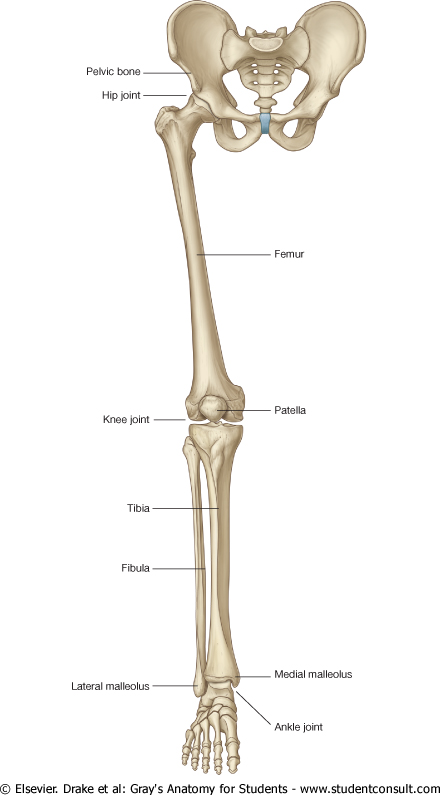 Pelvic bone
Hip joint
Femur
Patella
Knee joint
Tibia
Fibula
Medial malleolus
Lateral malleolus
Ankle joint
© Elsevier. Drake et al: Gray's Anatomy for Students - www.studentconsult.com